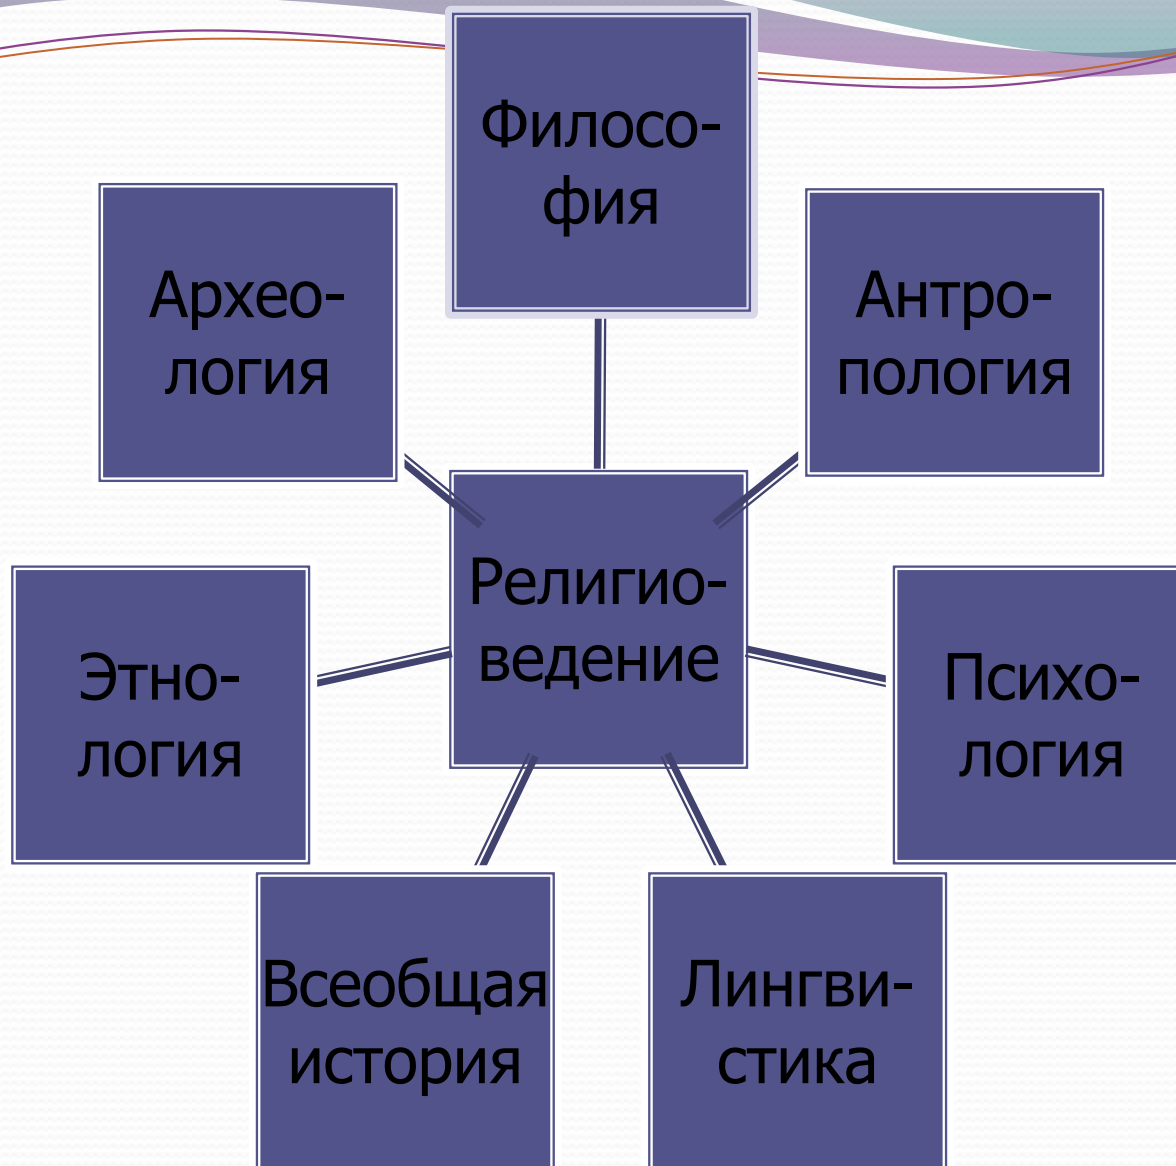 Филосо-
фия
Архео-
логия
Антро-
пология
Религио-
ведение
Этно-
логия
Психо-
логия
Всеобщая
история
Лингви-
стика